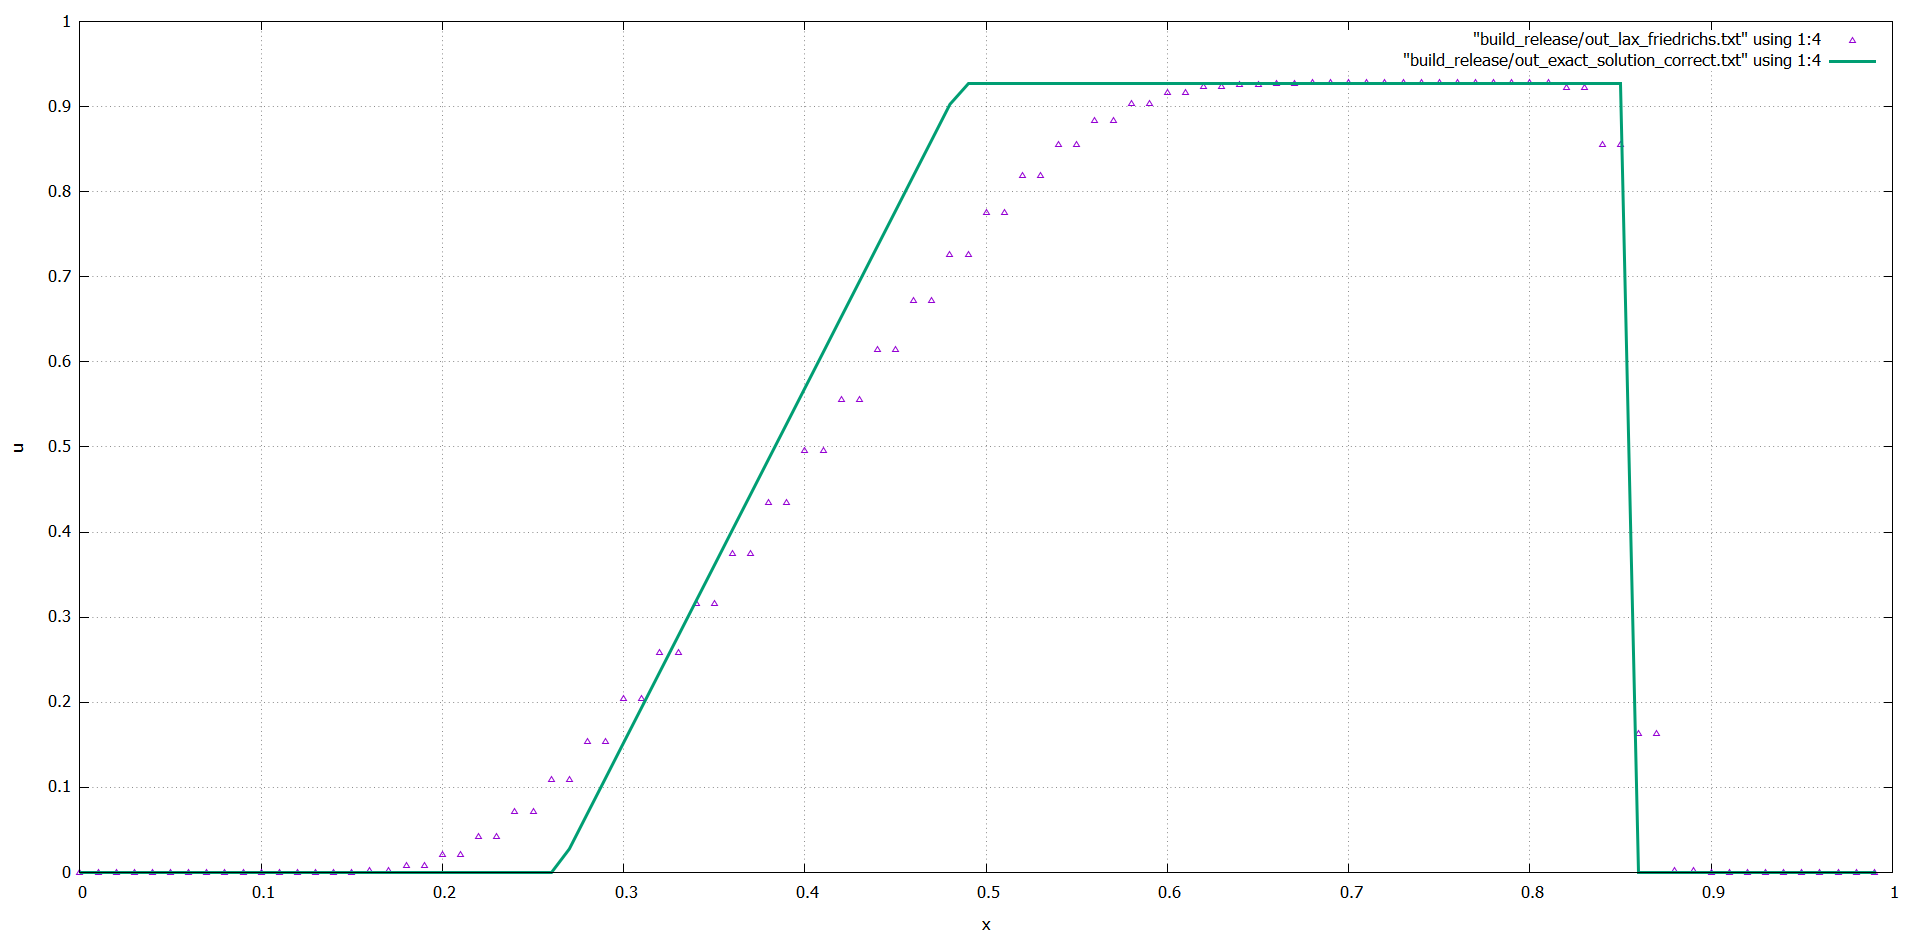 1
"build_release/out_lax_friedrichs.txt" using 1:4
"build_release/out_exact_solution_correct.txt" using 1:4
0.9
0.8
0.7
0.6
0.5
u
0.4
0.3
0.2
0.1
0
0 0.1 0.2 0.3 0.4 0.5 0.6 0.7 0.8 0.9 1
x